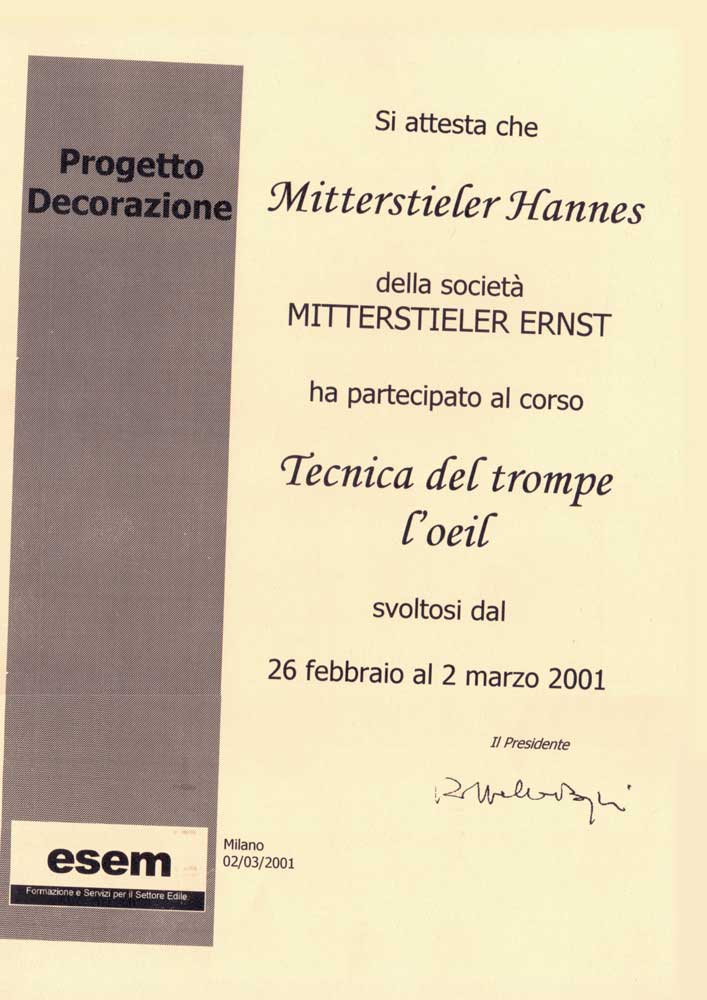 Progetto
Decorazione
Si attesta che
Mitterstieler Hannes
della società
MITTERSTIELER ERNST
ha partecipato al corso
Tecnica del trompe
l'oeil
svoltosi dal
26 febbraio al 2 marzo 2001
Il Presidente
Milano
02/03/2001
esem
Formazione e Servizi per il Settore Edile